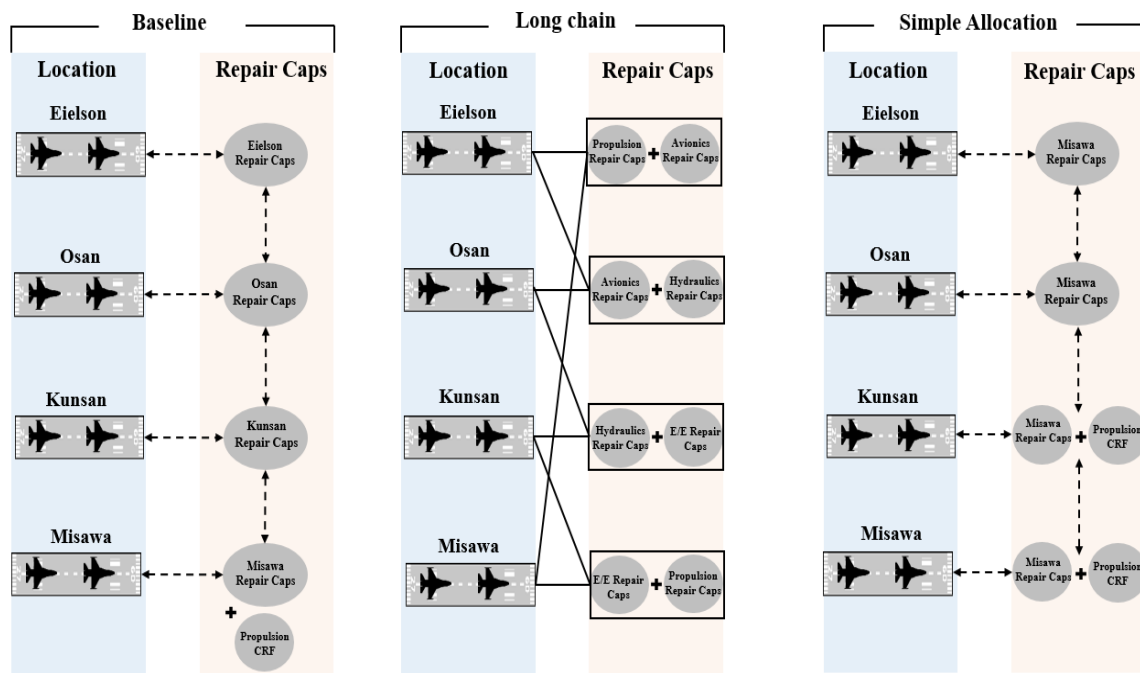 Baseline
Location
Repair Caps
Eielson
Eielson
Repair Caps
Osan
Osan
Repair Caps
Kunsan
Kunsan
Repair Caps
Misawa
Misawa
Repair Caps
+
Propulsion
CRF
Long chain
Location
Repair Caps
Eielson
Propulsion
Repair Caps
+
Avionics
Repair Caps
Osan
Avionics
Repair Caps
+
Hydraulics
Repair Caps
Kunsan
Hydraulics
Repair Caps
+
E/E Repair
Caps
Misawa
E/E Repair
Caps
+
Propulsion
Repair Caps
Simple Allocation
Location
Repair Caps
Eielson
Misawa
Repair Caps
Osan
Misawa
Repair Caps
Kunsan
Misawa
Repair Caps
+
Propulsion
CRF
Misawa
Misawa
Repair Caps
+
Propulsion
CRF